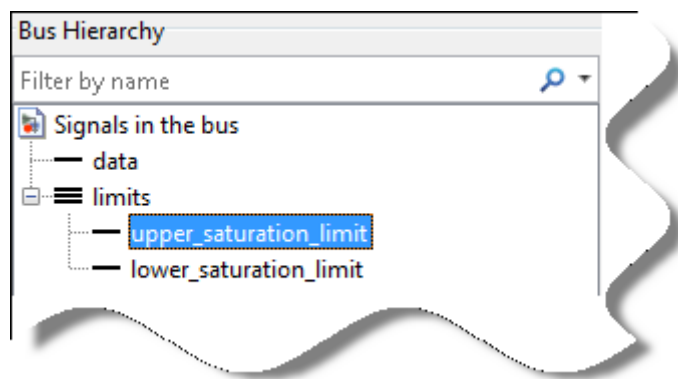 Bus Hierarchy
Filter by name
Signals in the bus
data
limits
upper_saturation_limit
lower_saturation_limit